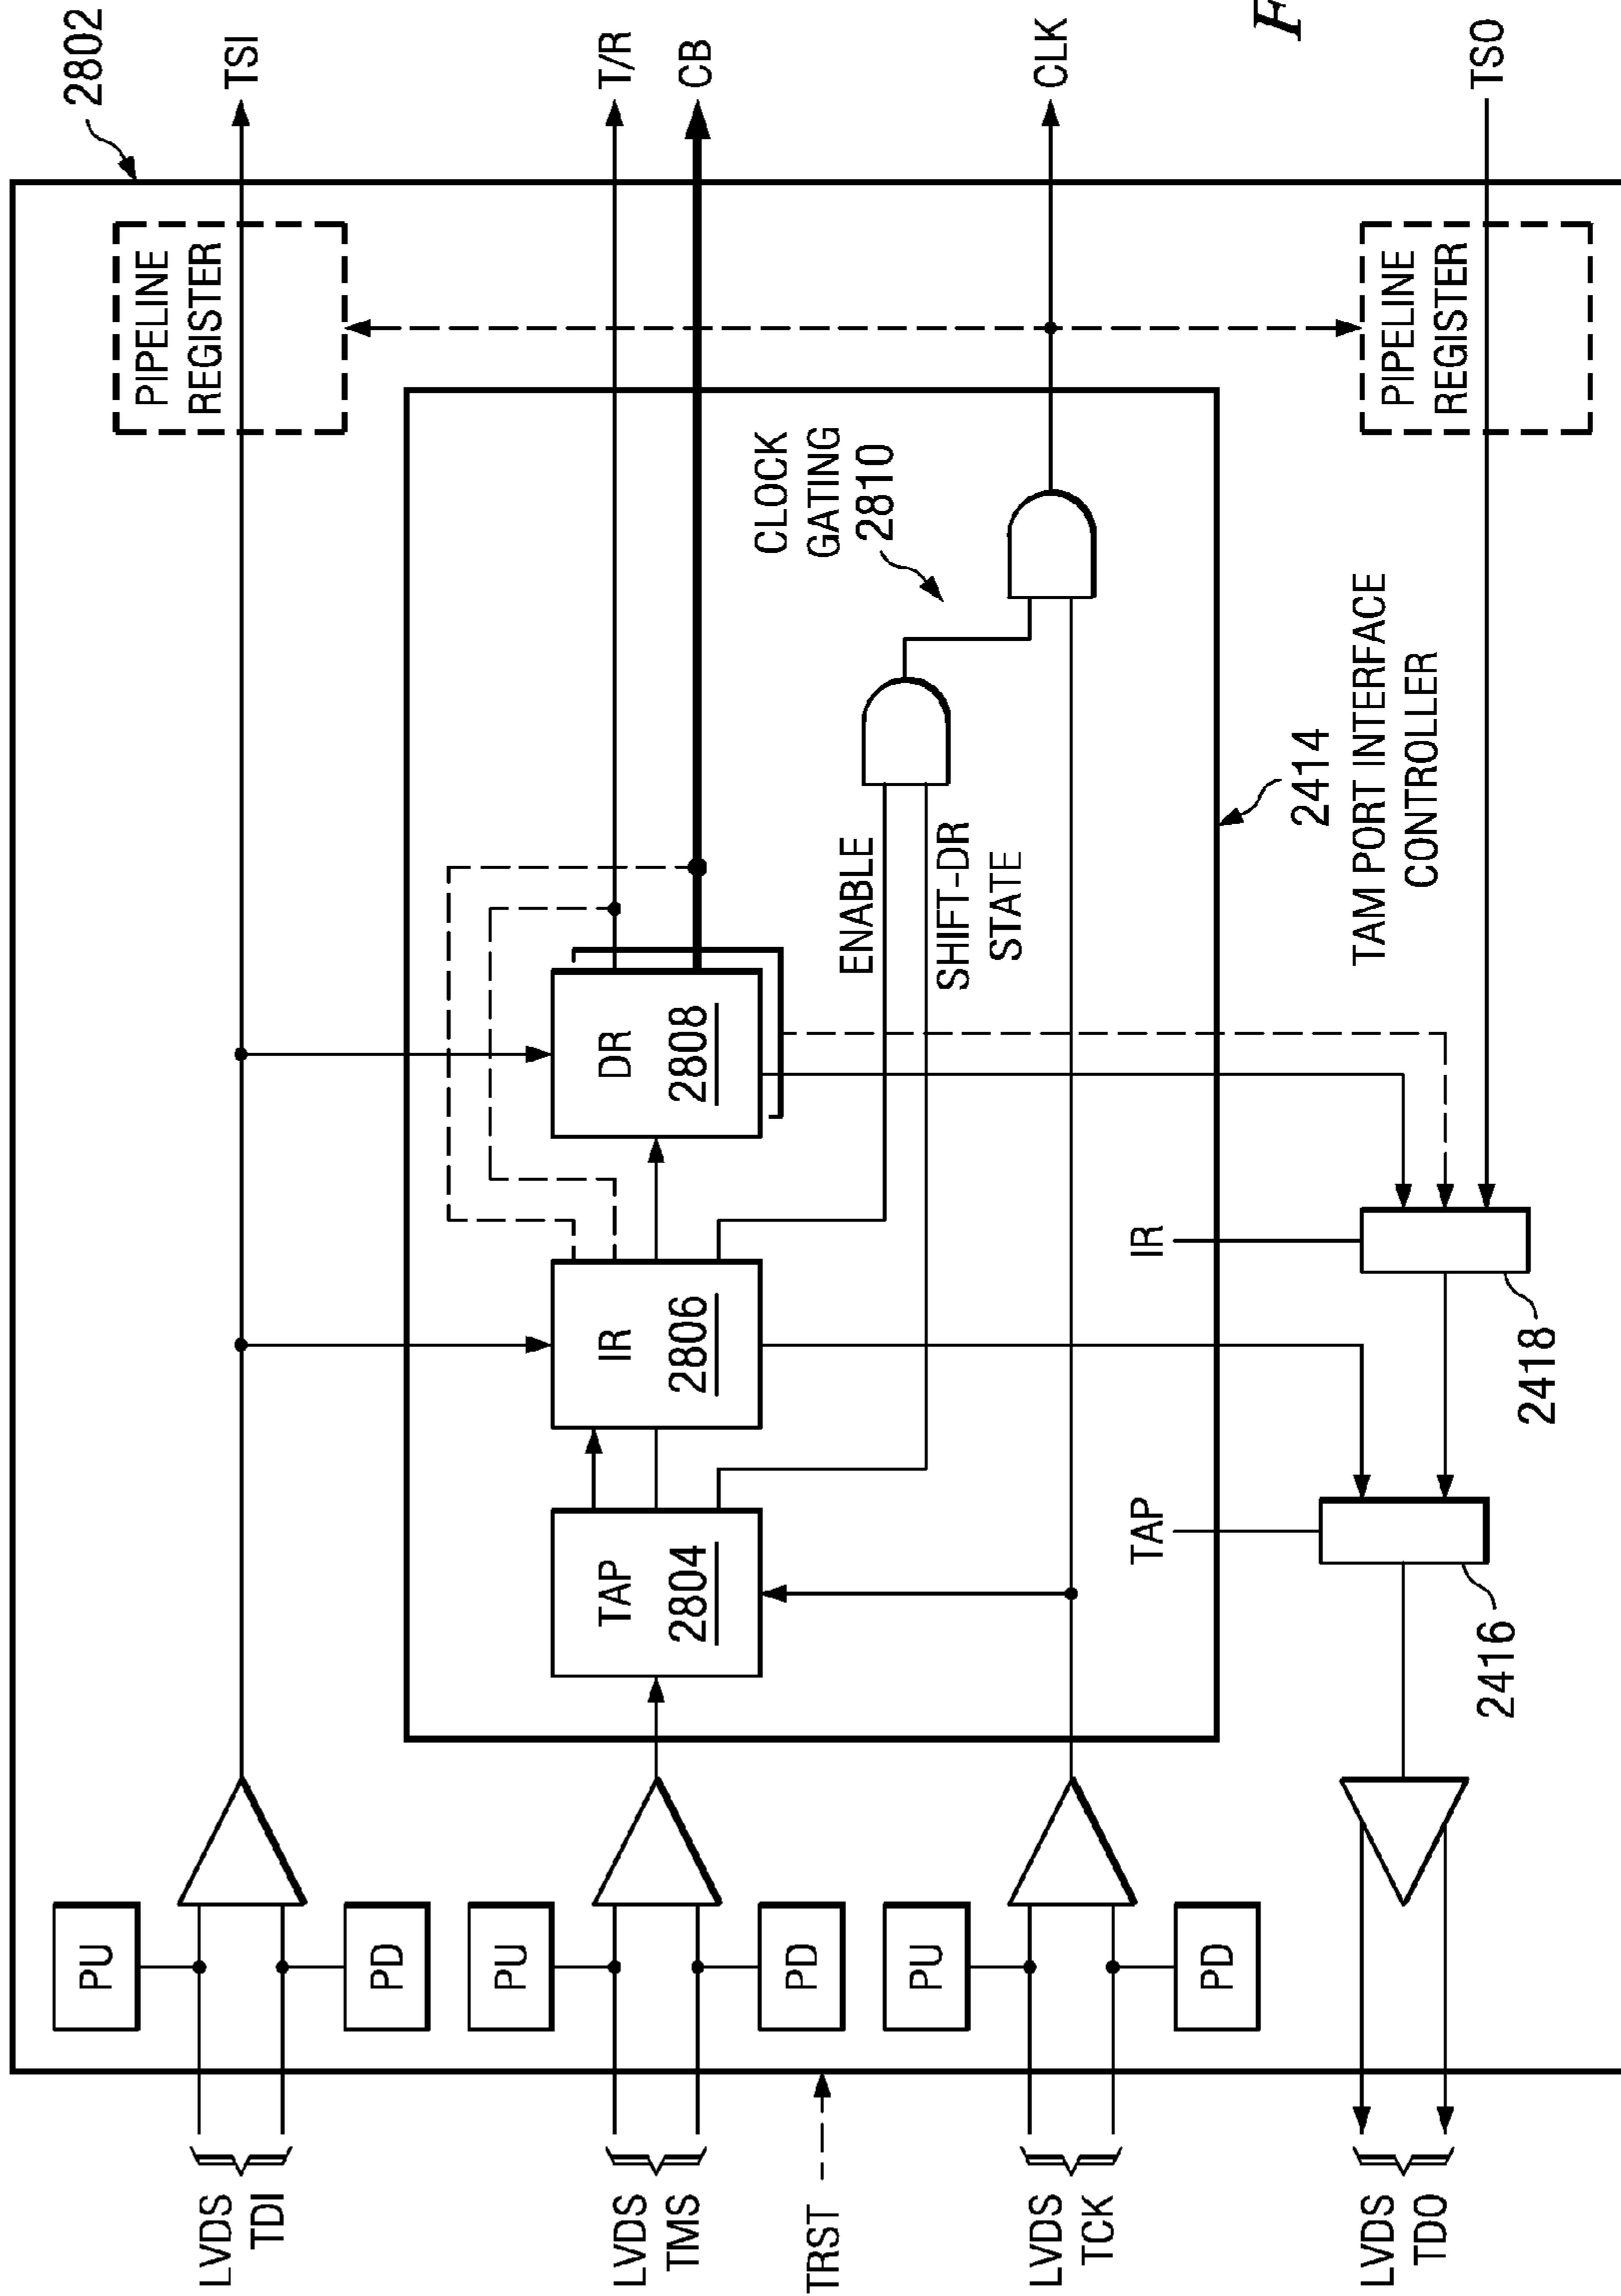 2802
LVDS
TDI
PU
PD
PIPELINE
REGISTER
TSI
LVDS
TMS
PU
PD
TAP
2804
IR
2806
DR
2808
T/R
CB
TRST
ENABLE
SHIFT-DR
STATE
CLOCK
GATING
2810
LVDS
TCK
PU
PD
CLK
TAP
IR
2414
TAM PORT INTERFACE
CONTROLLER
PIPELINE
REGISTER
LVDS
TDO
2416
2418
TSO
F